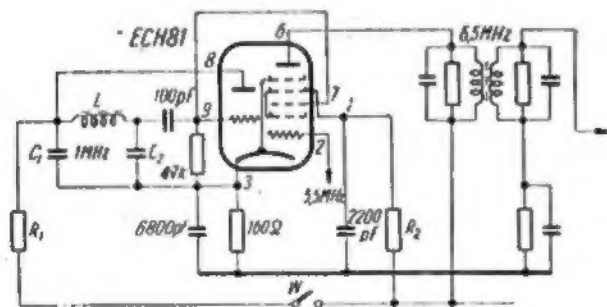 ECH81
6
6,5MHz
8
7
100pf
L
9
1
C₁
1MHz
C₂
47k
2
3
5,5MHz
R₁
6800pf
160Ω
2200
pf
R₂
W